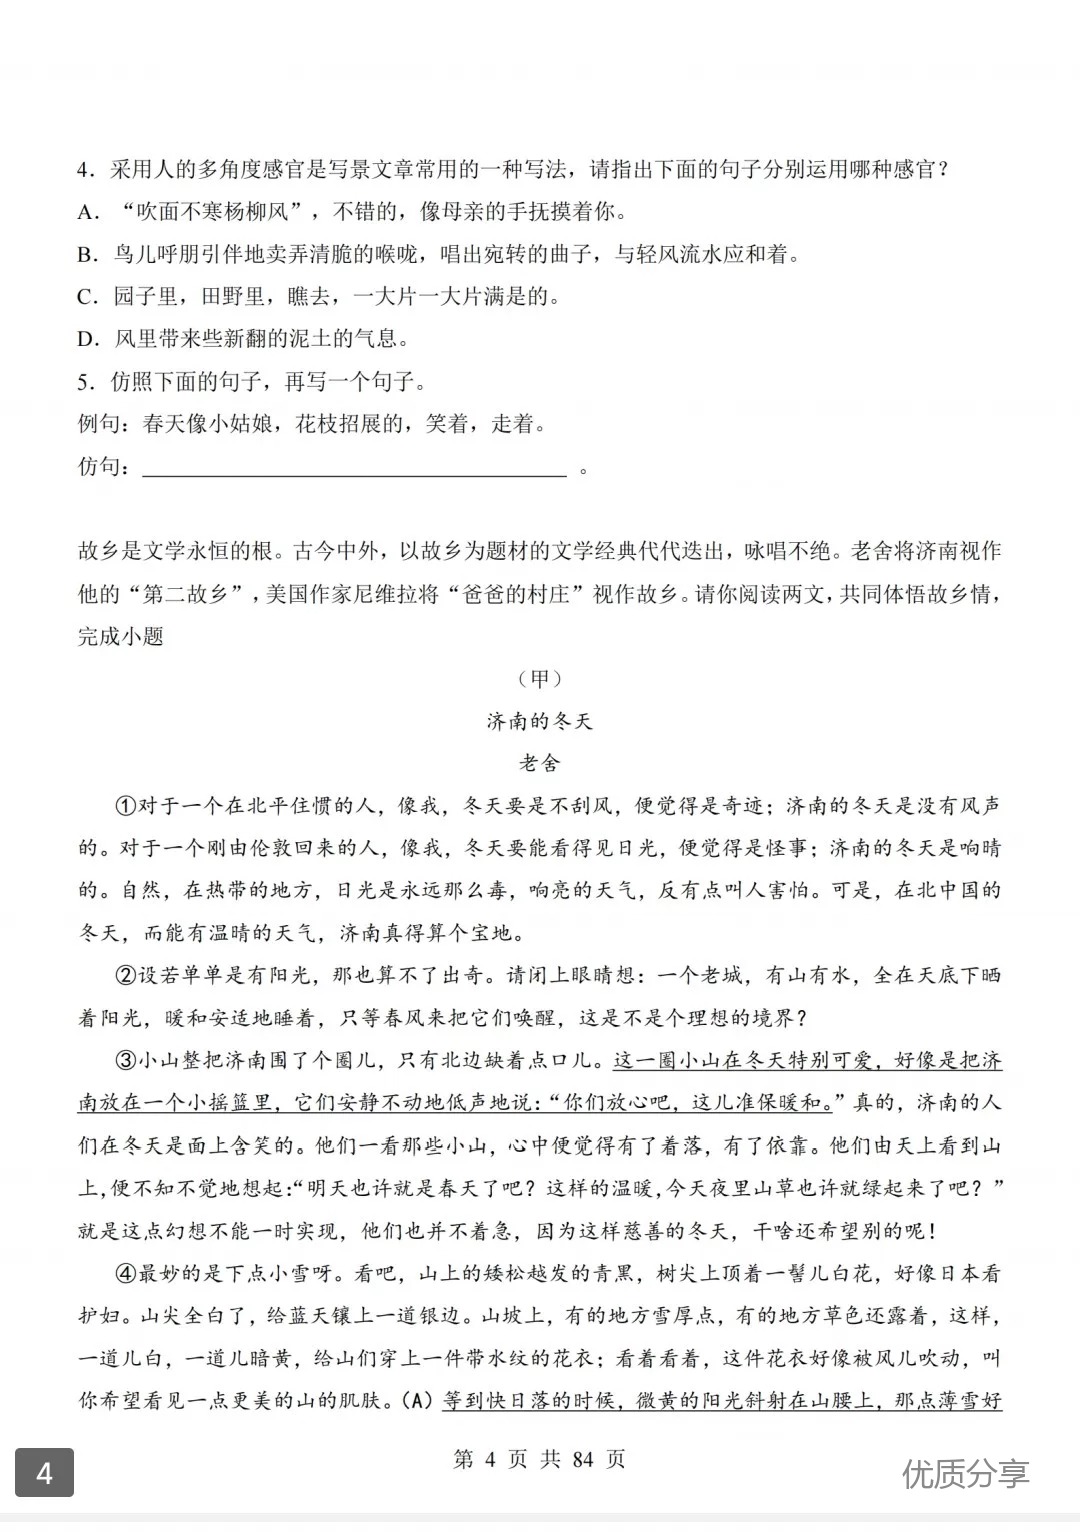 4．采用人的多角度感官是写景文章常用的一种写法，请指出下面的句子分别运用哪种感官？
A．“吹面不寒杨柳风”，不错的，像母亲的手抚摸着你。
B．鸟儿呼朋引伴地卖弄清脆的喉咙，唱出宛转的曲子，与轻风流水应和着。
C．园子里，田野里，瞧去，一大片一大片满是的。
D．风里带来些新翻的泥土的气息。
5．仿照下面的句子，再写一个句子。
例句：春天像小姑娘，花枝招展的，笑着，走着。
仿句：________________________________________ 。
故乡是文学永恒的根。古今中外，以故乡为题材的文学经典代代迭出，咏唱不绝。老舍将济南视作
他的“第二故乡”，美国作家尼维拉将“爸爸的村庄”视作故乡。请你阅读两文，共同体悟故乡情，
完成小题
（甲）
济南的冬天
老舍
①对于一个在北平住惯的人，像我，冬天要是不刮风，便觉得是奇迹；济南的冬天是没有风声
的。对于一个刚由伦敦回来的人，像我，冬天要能看得见日光，便觉得是怪事；济南的冬天是响晴
的。自然，在热带的地方，日光是永远那么毒，响亮的天气，反有点叫人害怕。可是，在北中国的
冬天，而能有温晴的天气，济南真得算个宝地。
②设若单单是有阳光，那也算不了出奇。请闭上眼睛想：一个老城，有山有水，全在天底下晒
着阳光，暖和安适地睡着，只等春风来把它们唤醒，这是不是个理想的境界？
③小山整把济南围了个圈儿，只有北边缺着点口儿。这一圈小山在冬天特别可爱，好像是把济
南放在一个小摇篮里，它们安静不动地低声地说：“你们放心吧，这儿准保暖和。”真的，济南的人
们在冬天是面上含笑的。他们一看那些小山，心中便觉得有了着落，有了依靠。他们由天上看到山
上，便不知不觉地想起：“明天也许就是春天了吧？这样的温暖，今天夜里山草也许就绿起来了吧？”
就是这点幻想不能一时实现，他们也并不着急，因为这样慈善的冬天，干啥还希望别的呢！
④最妙的是下点小雪呀。看吧，山上的矮松越发的青黑，树尖上顶着一髻儿白花，好像日本看
护妇。山尖全白了，给蓝天镶上一道银边。山坡上，有的地方雪厚点，有的地方草色还露着，这样，
一道儿白，一道儿暗黄，给山们穿上一件带水纹的花衣；看着看着，这件花衣好像被风儿吹动，叫
你希望看见一点更美的山的肌肤。（A）等到快日落的时候，微黄的阳光斜射在山腰上，那点薄雪好
第 4 页 共 84 页
4
优质分享